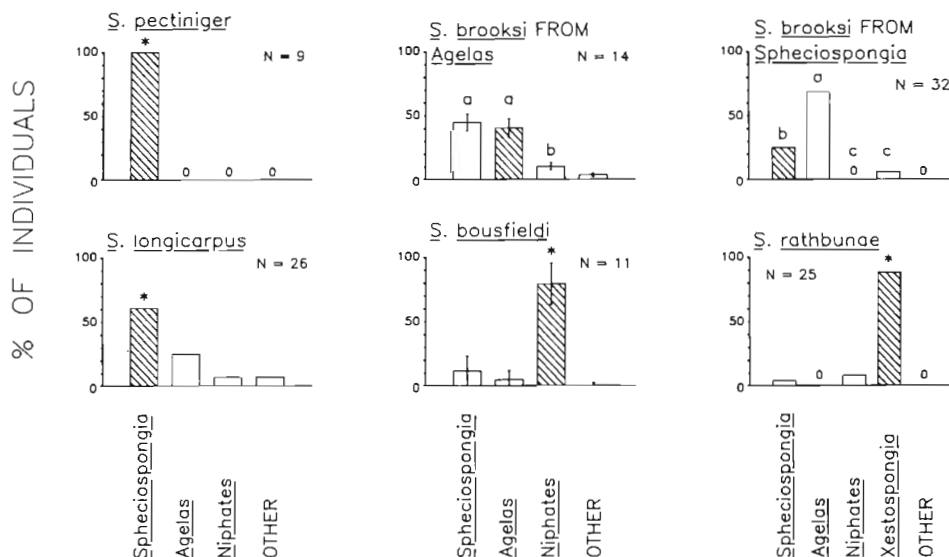 % OF INDIVIDUALS
S. pectiniger
N = 9
100
50
0
*
0
0
0
S. brooksi FROM
Agelas
N = 14
100
50
0
a
a
b
S. brooksi FROM
Spheciospongia
N = 32
100
50
0
b
a
c
0
c
0
S. longicarpus
N = 26
100
50
0
*
S. bousfieldi
N = 11
100
50
0
*
S. rathbunae
N = 25
100
50
0
0
*
0
Spheciospongia
Agelas
Niphates
OTHER
Spheciospongia
Agelas
Niphates
OTHER
Spheciospongia
Agelas
Niphates
Xestospongia
OTHER